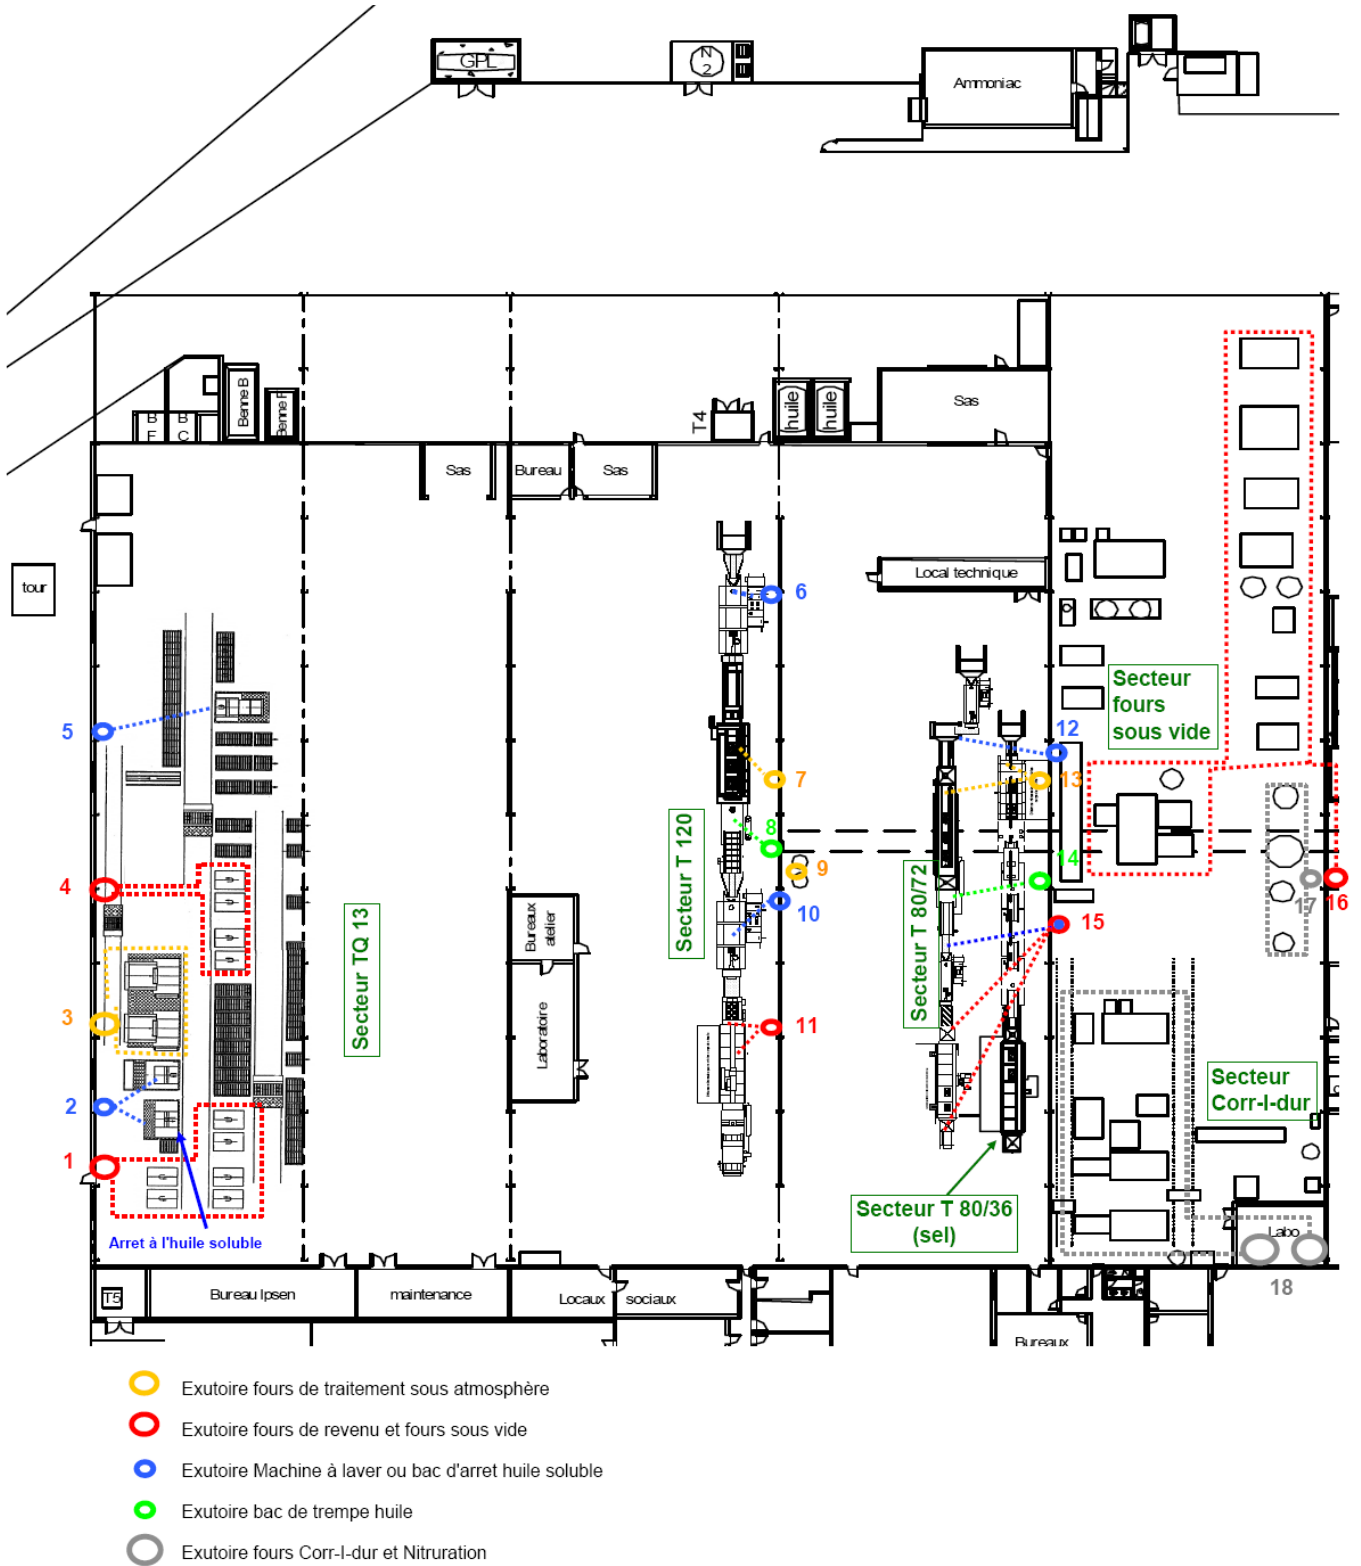 GPL
N
2
Ammoniac
Benne B
B
F
B
C
T4
huile
huile
Sas
Sas
Bureau
Sas
tour
Local technique
6
Secteur
fours
sous vide
5
12
7
13
Secteur T 120
8
14
9
Secteur T 80/72
4
17
16
10
15
Bureaux
atelier
Secteur TQ 13
3
11
Laboratoire
2
Secteur
Corr-I-dur
1
Secteur T 80/36
(sel)
Arret à l'huile soluble
Labo
18
T5
Bureau Ipsen
maintenance
Locaux sociaux
Bureaux
Exutoire fours de traitement sous atmosphère
Exutoire fours de revenu et fours sous vide
Exutoire Machine à laver ou bac d'arret huile soluble
Exutoire bac de trempe huile
Exutoire fours Corr-I-dur et Nitruration